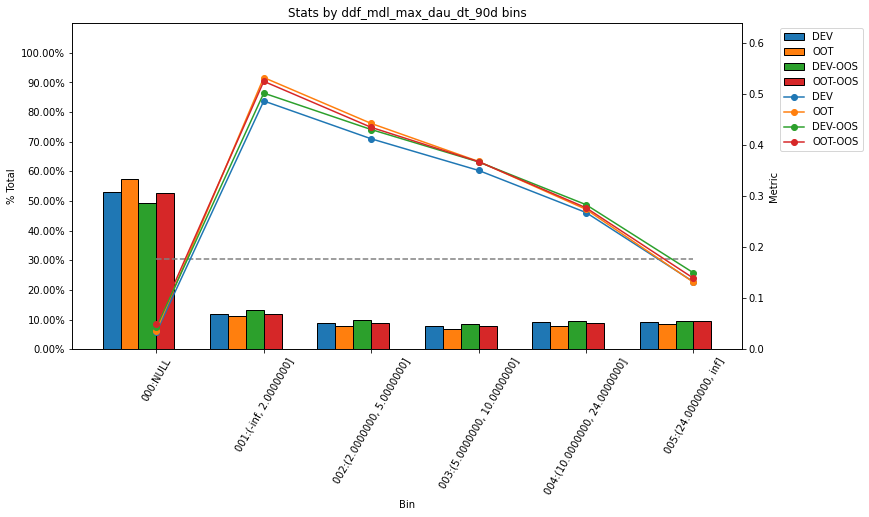 Stats by ddf_mdl_max_dau_dt_90d bins
% Total
100.00%
90.00%
80.00%
70.00%
60.00%
50.00%
40.00%
30.00%
20.00%
10.00%
0.00%
Metric
0.6
0.5
0.4
0.3
0.2
0.1
0.0
DEV
OOT
DEV-OOS
OOT-OOS
DEV
OOT
DEV-OOS
OOT-OOS
000:NULL
001:(-inf, 2.0000000]
002:(2.0000000, 5.0000000]
003:(5.0000000, 10.0000000]
004:(10.0000000, 24.0000000]
005:(24.0000000, inf]
Bin